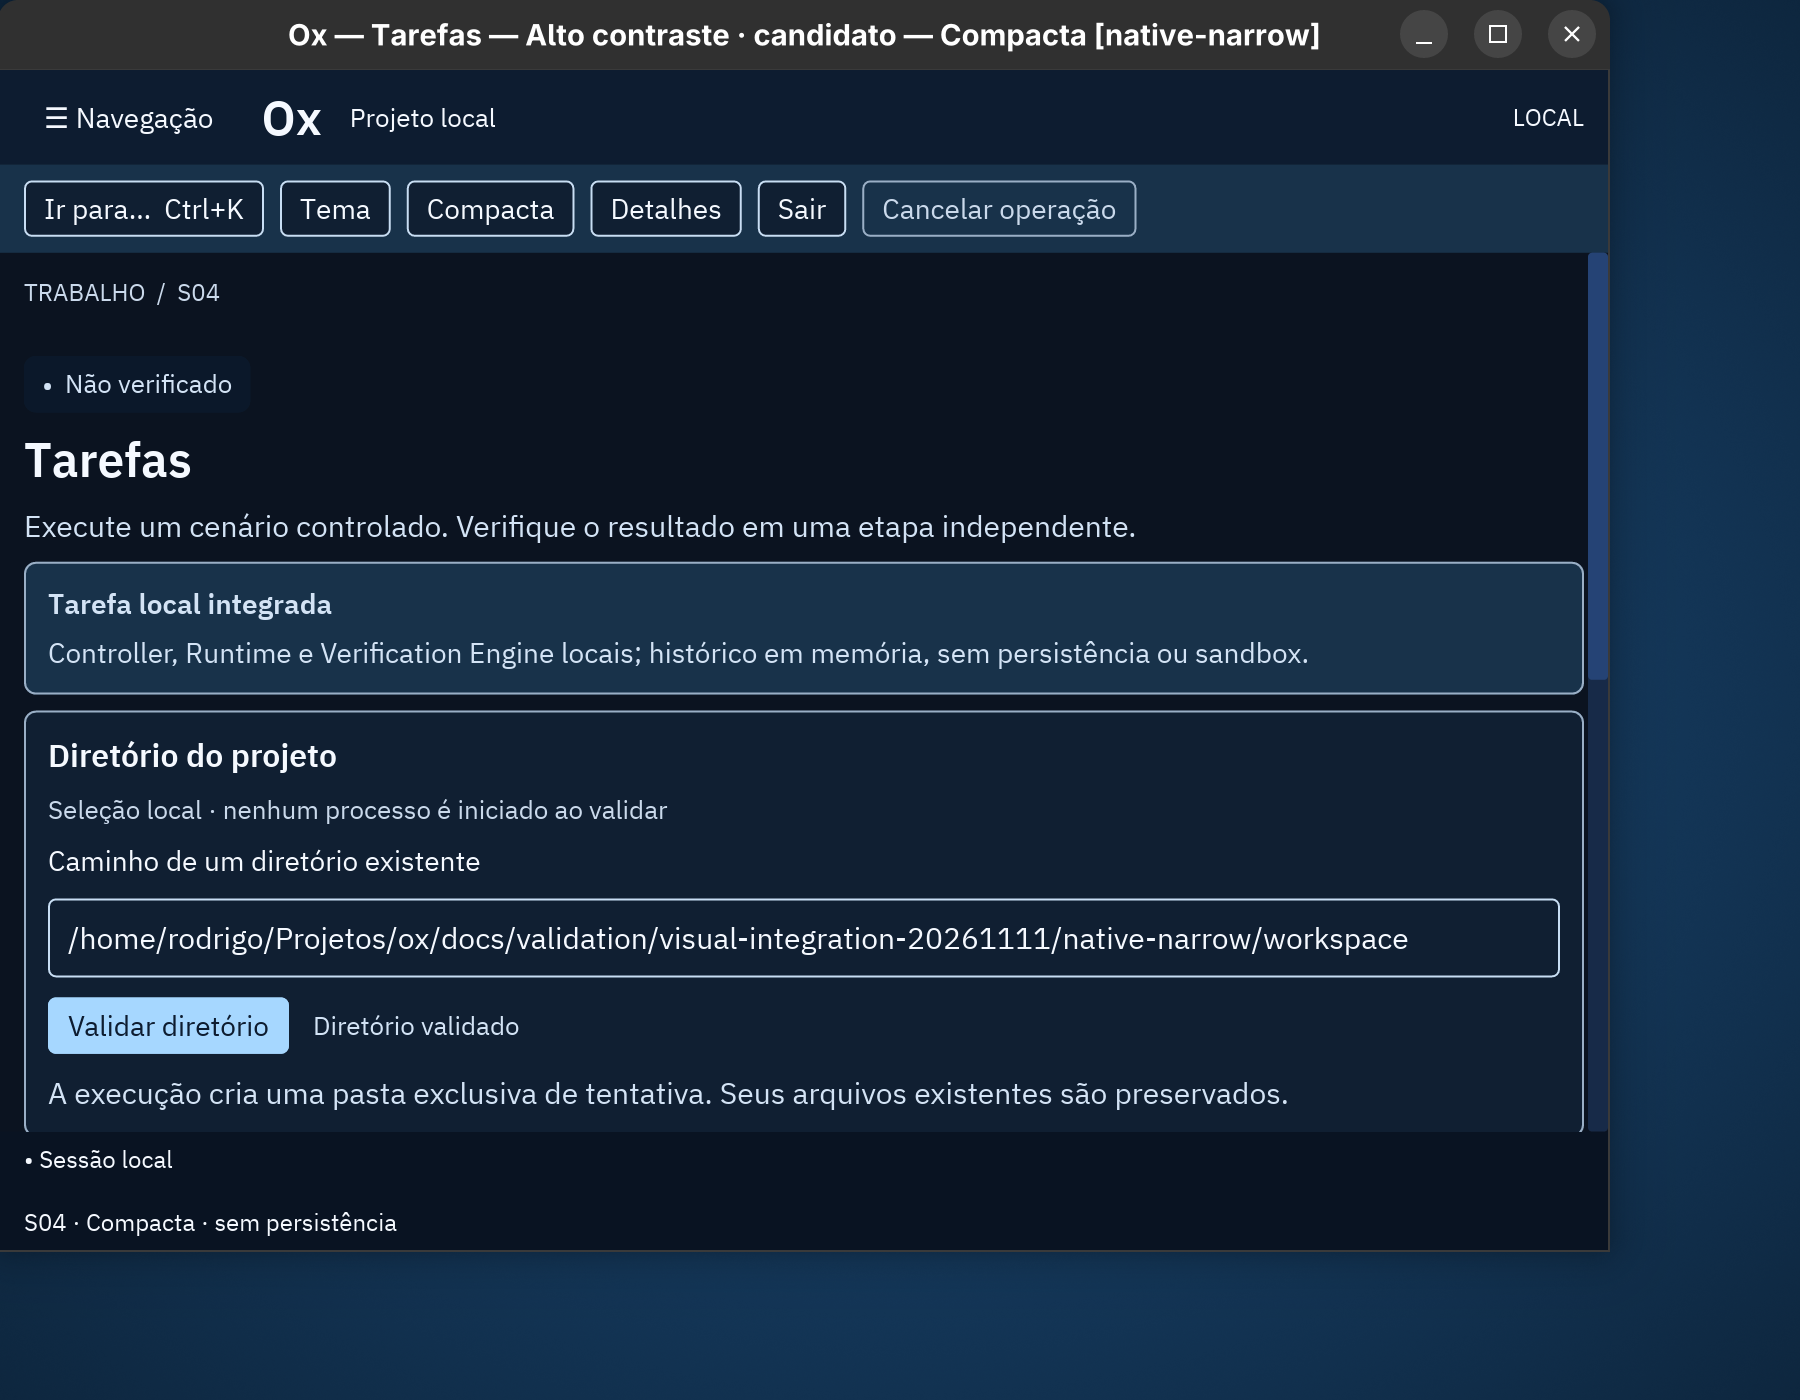 Ox — Tarefas — Alto contraste · candidato — Compacta [native-narrow]
☰ Navegação Ox Projeto local LOCAL
Ir para... Ctrl+K Tema Compacta Detalhes Sair Cancelar operação
TRABALHO / S04
• Não verificado
Tarefas
Execute um cenário controlado. Verifique o resultado em uma etapa independente.
Tarefa local integrada
Controller, Runtime e Verification Engine locais; histórico em memória, sem persistência ou sandbox.
Diretório do projeto
Seleção local · nenhum processo é iniciado ao validar
Caminho de um diretório existente
/home/rodrigo/Projetos/ox/docs/validation/visual-integration-20261111/native-narrow/workspace
Validar diretório Diretório validado
A execução cria uma pasta exclusiva de tentativa. Seus arquivos existentes são preservados.
• Sessão local
S04 · Compacta · sem persistência